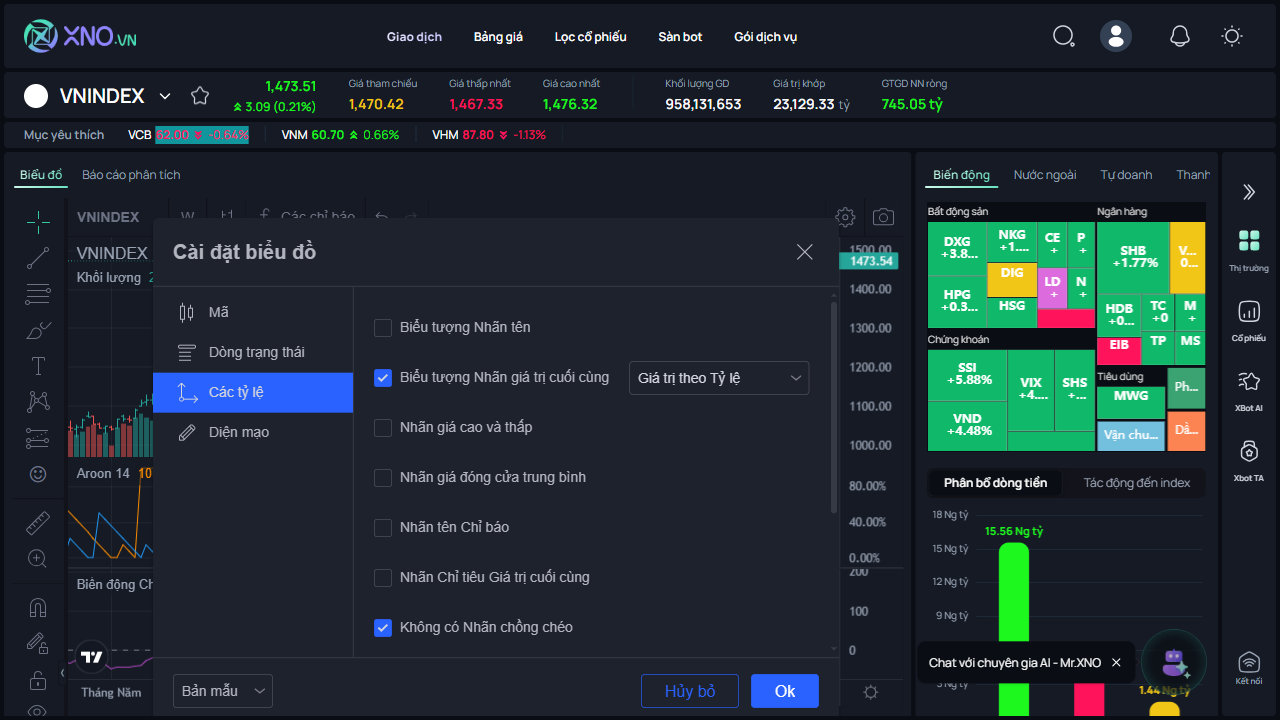 XNO.VN
Giao dịch
Bảng giá
Lọc cổ phiếu
Sàn bot
Gói dịch vụ
VNINDEX
1,473.51
3.09 (0.21%)
Giá tham chiếu
1,470.42
Giá thấp nhất
1,467.33
Giá cao nhất
1,476.32
Khối lượng GD
958,131,653
Giá trị khớp
23,129.33 tỷ
GTGD NN ròng
745.05 tỷ
Mục yêu thích
VCB 62.00 -0.64%
VNM 60.70 0.66%
VHM 87.80 -1.13%
Biểu đồ
Báo cáo phân tích
VNINDEX
W
Các chỉ báo
VNINDEX
Khối lượng 2
Aroon 14 10
Biên động Ch
Tháng Năm
Cài đặt biểu đồ
Mã
Dòng trạng thái
Các tỷ lệ
Diện mạo
Biểu tượng Nhãn tên
Biểu tượng Nhãn giá trị cuối cùng
Giá trị theo Tỷ lệ
Nhãn giá cao và thấp
Nhãn giá đóng cửa trung bình
Nhãn tên Chỉ báo
Nhãn Chỉ tiêu Giá trị cuối cùng
Không có Nhãn chồng chéo
Bản mẫu
Hủy bỏ
Ok
1500.00
1473.54
1400.00
1300.00
1200.00
1100.00
1000.00
80.00%
40.00%
0.00%
200
100
0
Biến động
Nước ngoài
Tự doanh
Thanh
Bất động sản
DXG
+3.8...
NKG
+1....
CE
+
P
+
DIG
LD
+
N
+
HPG
+0.3...
HSG
Ngân hàng
SHB
+1.77%
V...
0...
HDB
+0...
TC
+0
M
+
EIB
TP
MS
Chứng khoán
SSI
+5.88%
VIX
+4....
SHS
+...
VND
+4.48%
Tiêu dùng
MWG
Ph...
Vận chu...
Dầ...
Phân bổ dòng tiền
Tác động đến index
18 Ng tỷ
15.56 Ng tỷ
15 Ng tỷ
12 Ng tỷ
9 Ng tỷ
1.44 Ng tỷ
Chat với chuyên gia AI - Mr.XNO
Thị trường
Cổ phiếu
XBot AI
Xbot TA
Kết nối